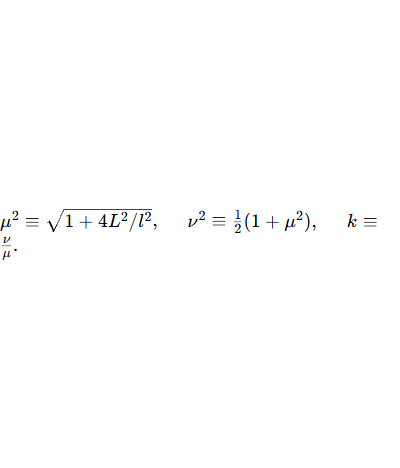 μ² ≡ √(1 + 4L²/l²),   ν² ≡ ½(1 + μ²),   k ≡
ν/μ.